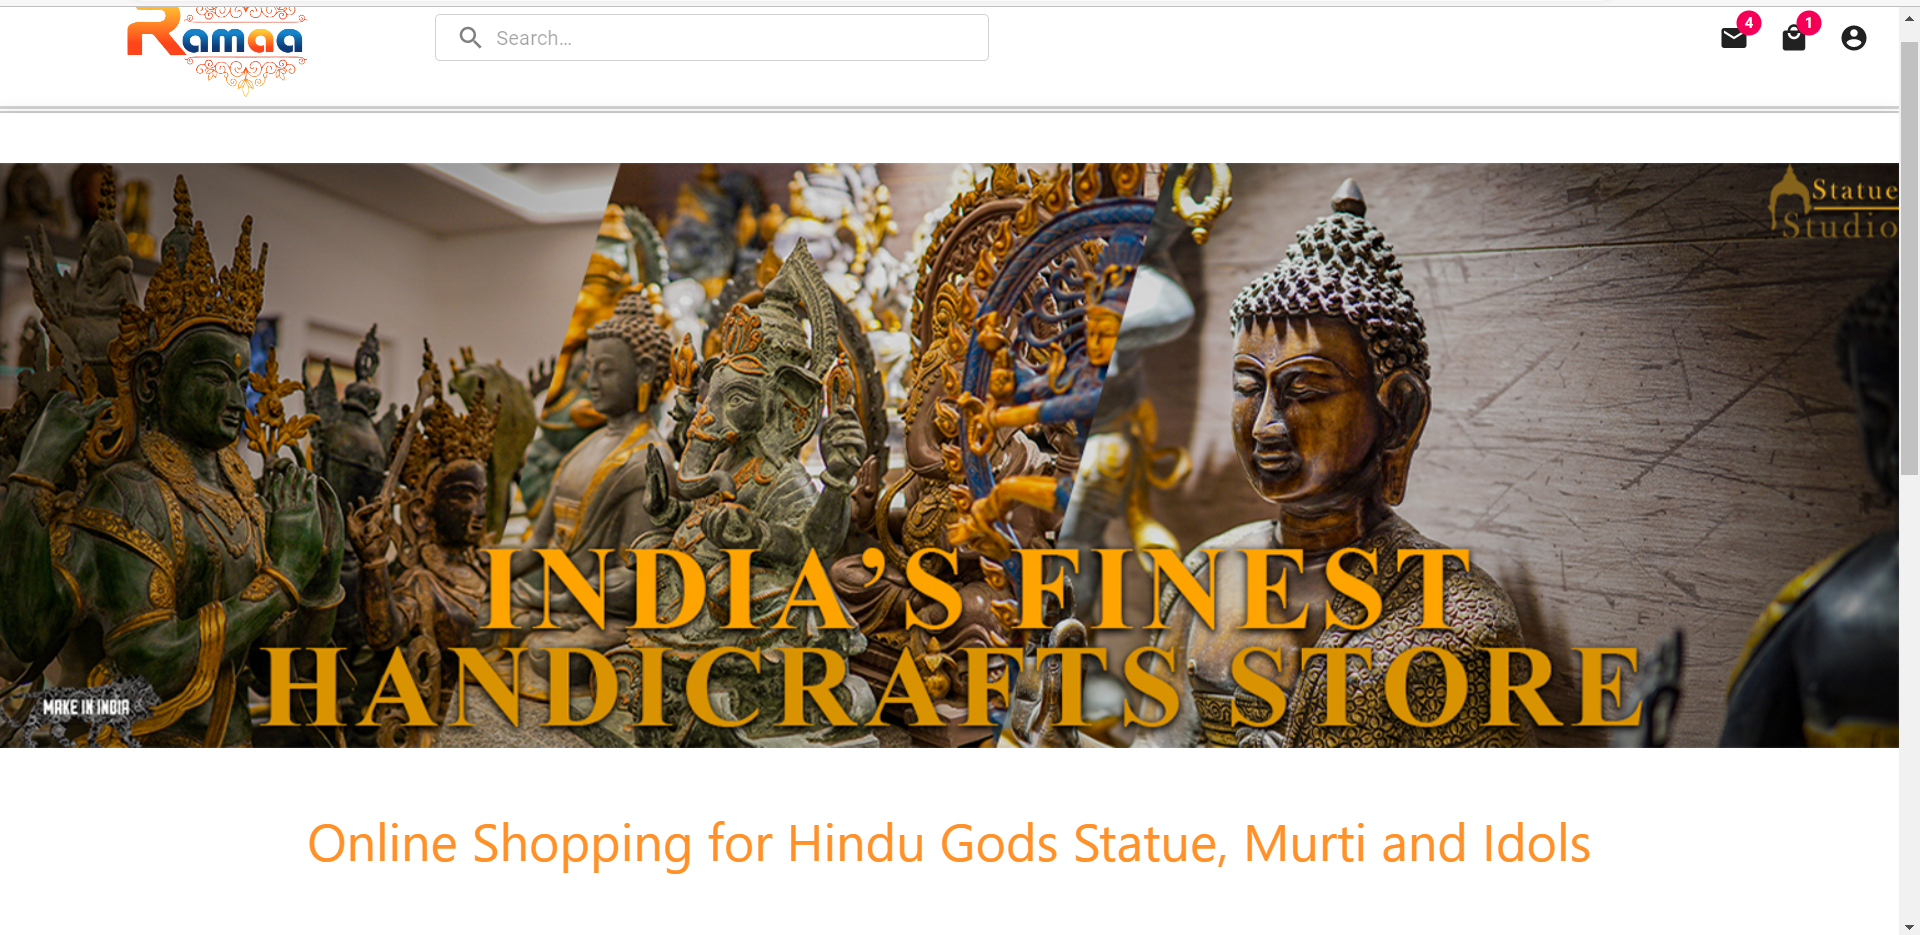 Ramaa
Search...
4
1
Statue
Studio
INDIA'S FINEST
HANDICRAFTS STORE
MAKE IN INDIA
Online Shopping for Hindu Gods Statue, Murti and Idols